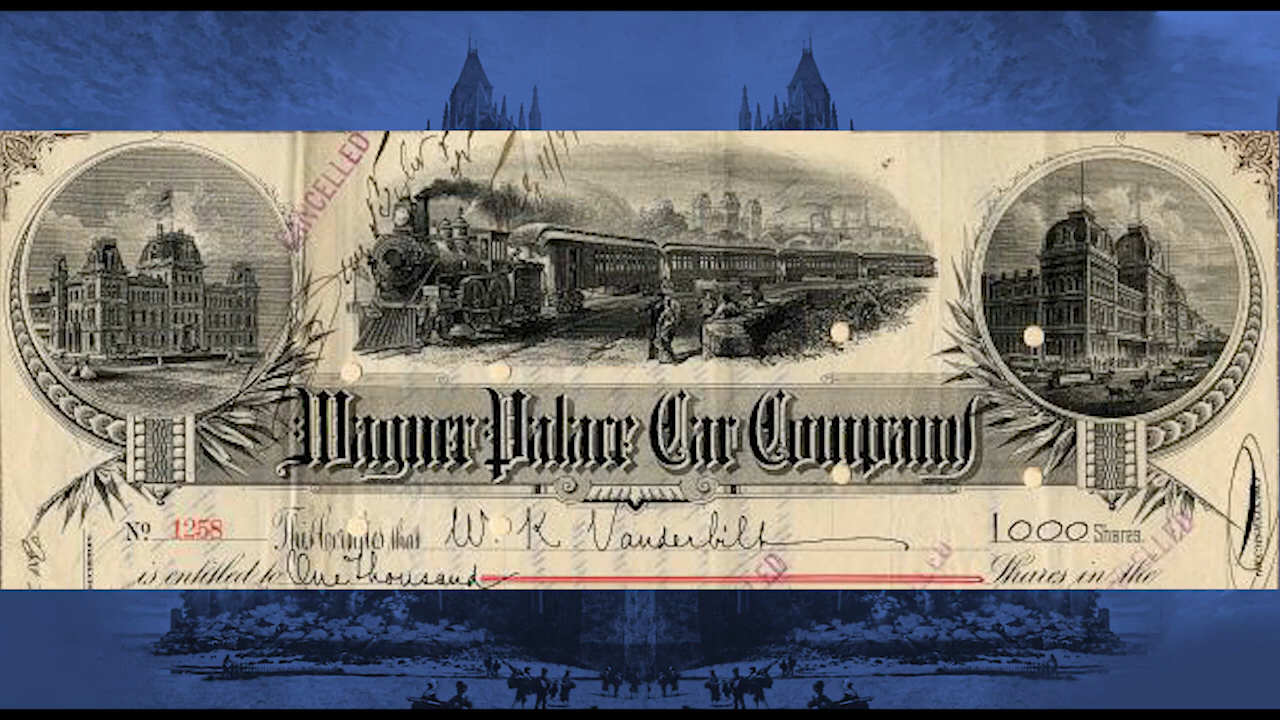 CANCELLED
Wagner Palace Car Company
No 1258 This Certifies that W. K. Vanderbilt 1000 Shares.
is entitled to One thousand Shares in the